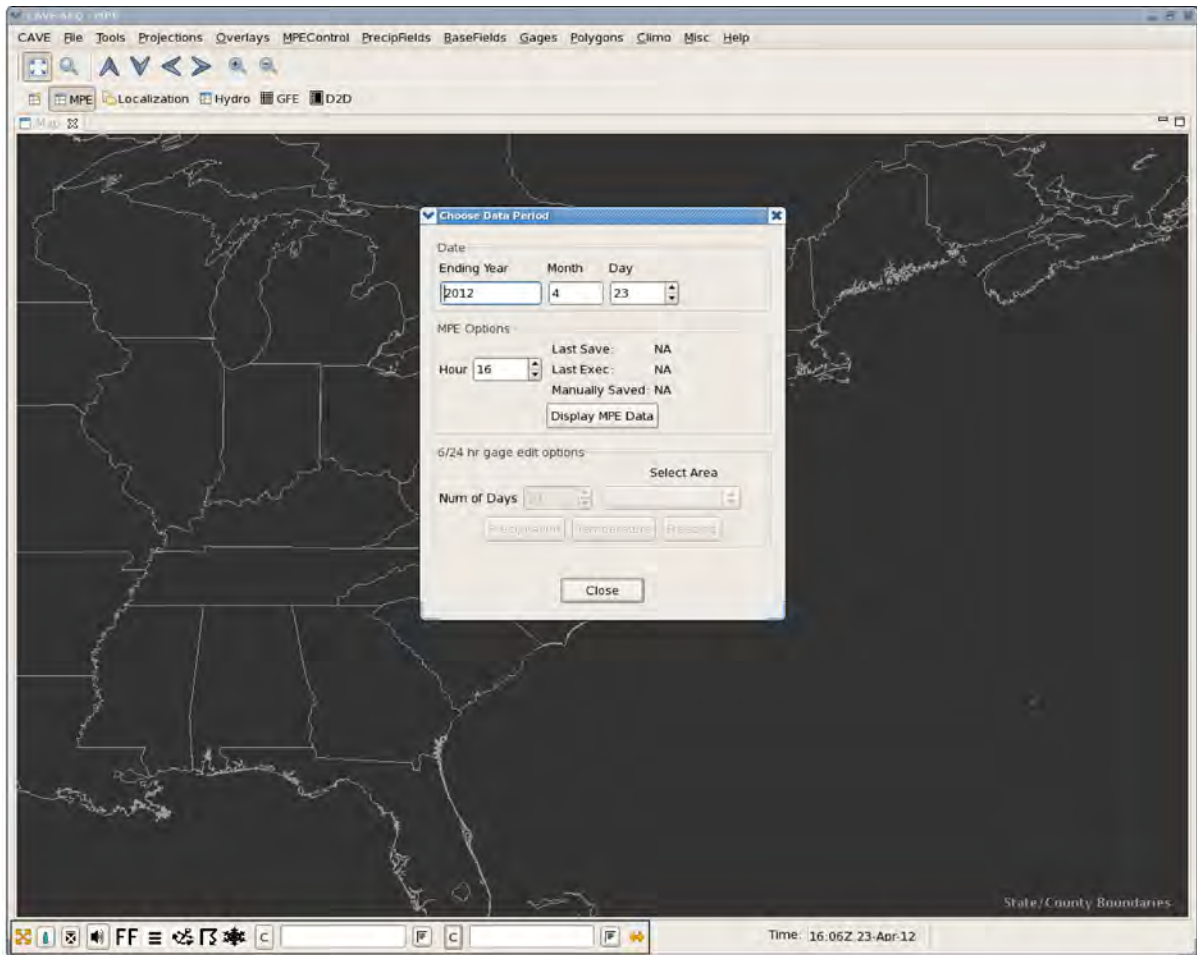 CAVE:AFQ - MPE
CAVE File Tools Projections Overlays MPEControl PrecipFields BaseFields Gages Polygons Climo Misc Help
MPE Localization Hydro GFE D2D
Map
Choose Data Period
Date
Ending Year Month Day
2012 4 23
MPE Options
Last Save: NA
Hour 16 Last Exec: NA
Manually Saved: NA
Display MPE Data
6/24 hr gage edit options
Select Area
Num of Days
Precipitation Temperature Freezing
Close
State/County Boundaries
FF C C
Time: 16:06Z 23-Apr-12